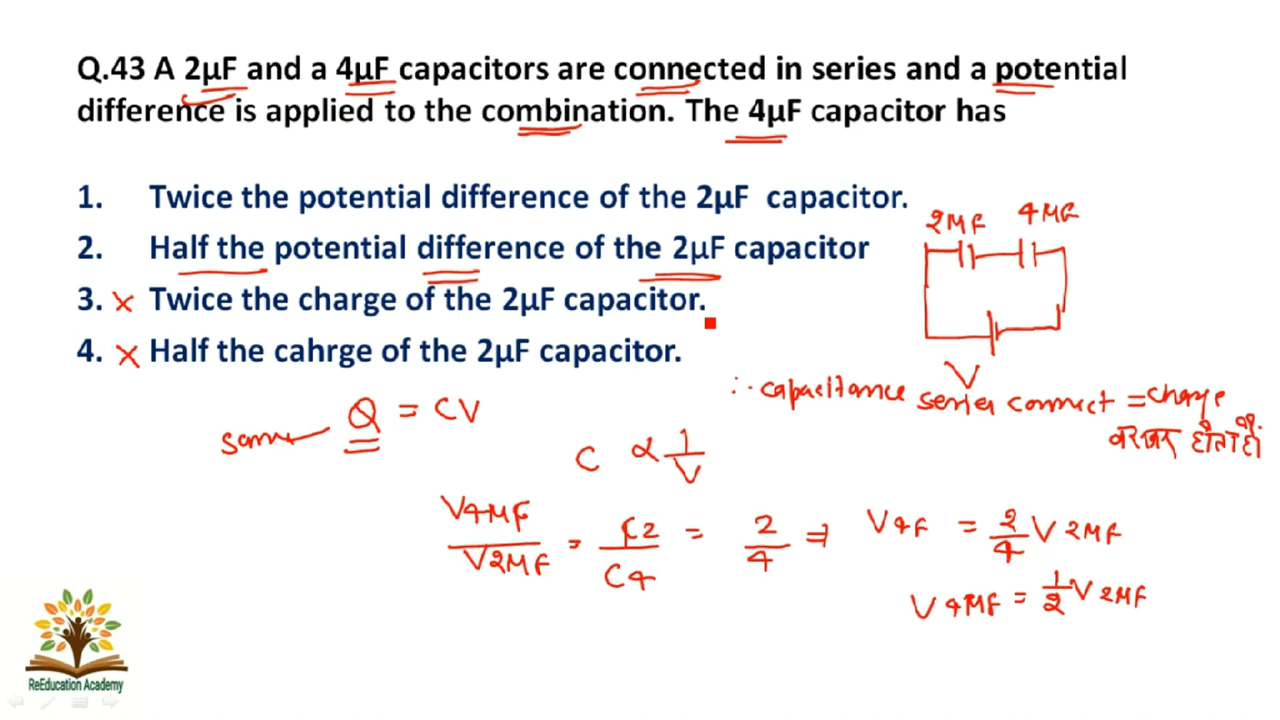 Q.43 A 2μF and a 4μF capacitors are connected in series and a potential
difference is applied to the combination. The 4μF capacitor has
1. Twice the potential difference of the 2μF capacitor.
2. Half the potential difference of the 2μF capacitor
3. × Twice the charge of the 2μF capacitor.
4. × Half the cahrge of the 2μF capacitor.
2MF 4MF
V
∴ capacitance series connect = charge
बराबर होता है
same Q = CV
C ∝ 1/V
V4MF/V2MF = C2/C4 = 2/4 ⇒ V4F = 2/4 V2MF
V4MF = 1/2 V2MF
ReEducation Academy